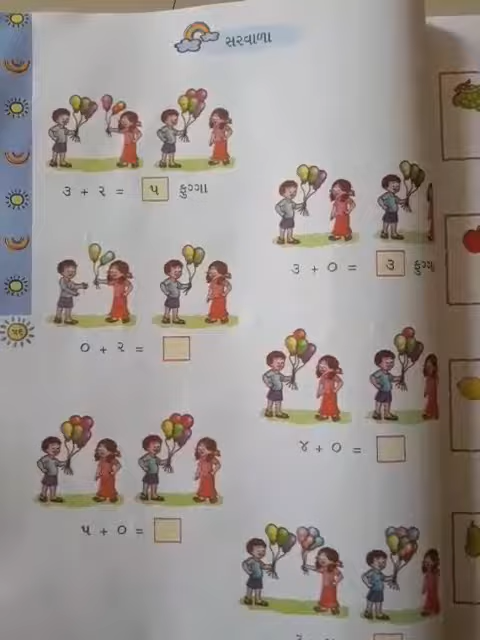 સરવાળા
૩ + ૨ = ૫ ફુગ્ગા
૩ + ૦ = ૩ ફુગ્ગા
૦ + ૨ =
૪ + ૦ =
૫ + ૦ =